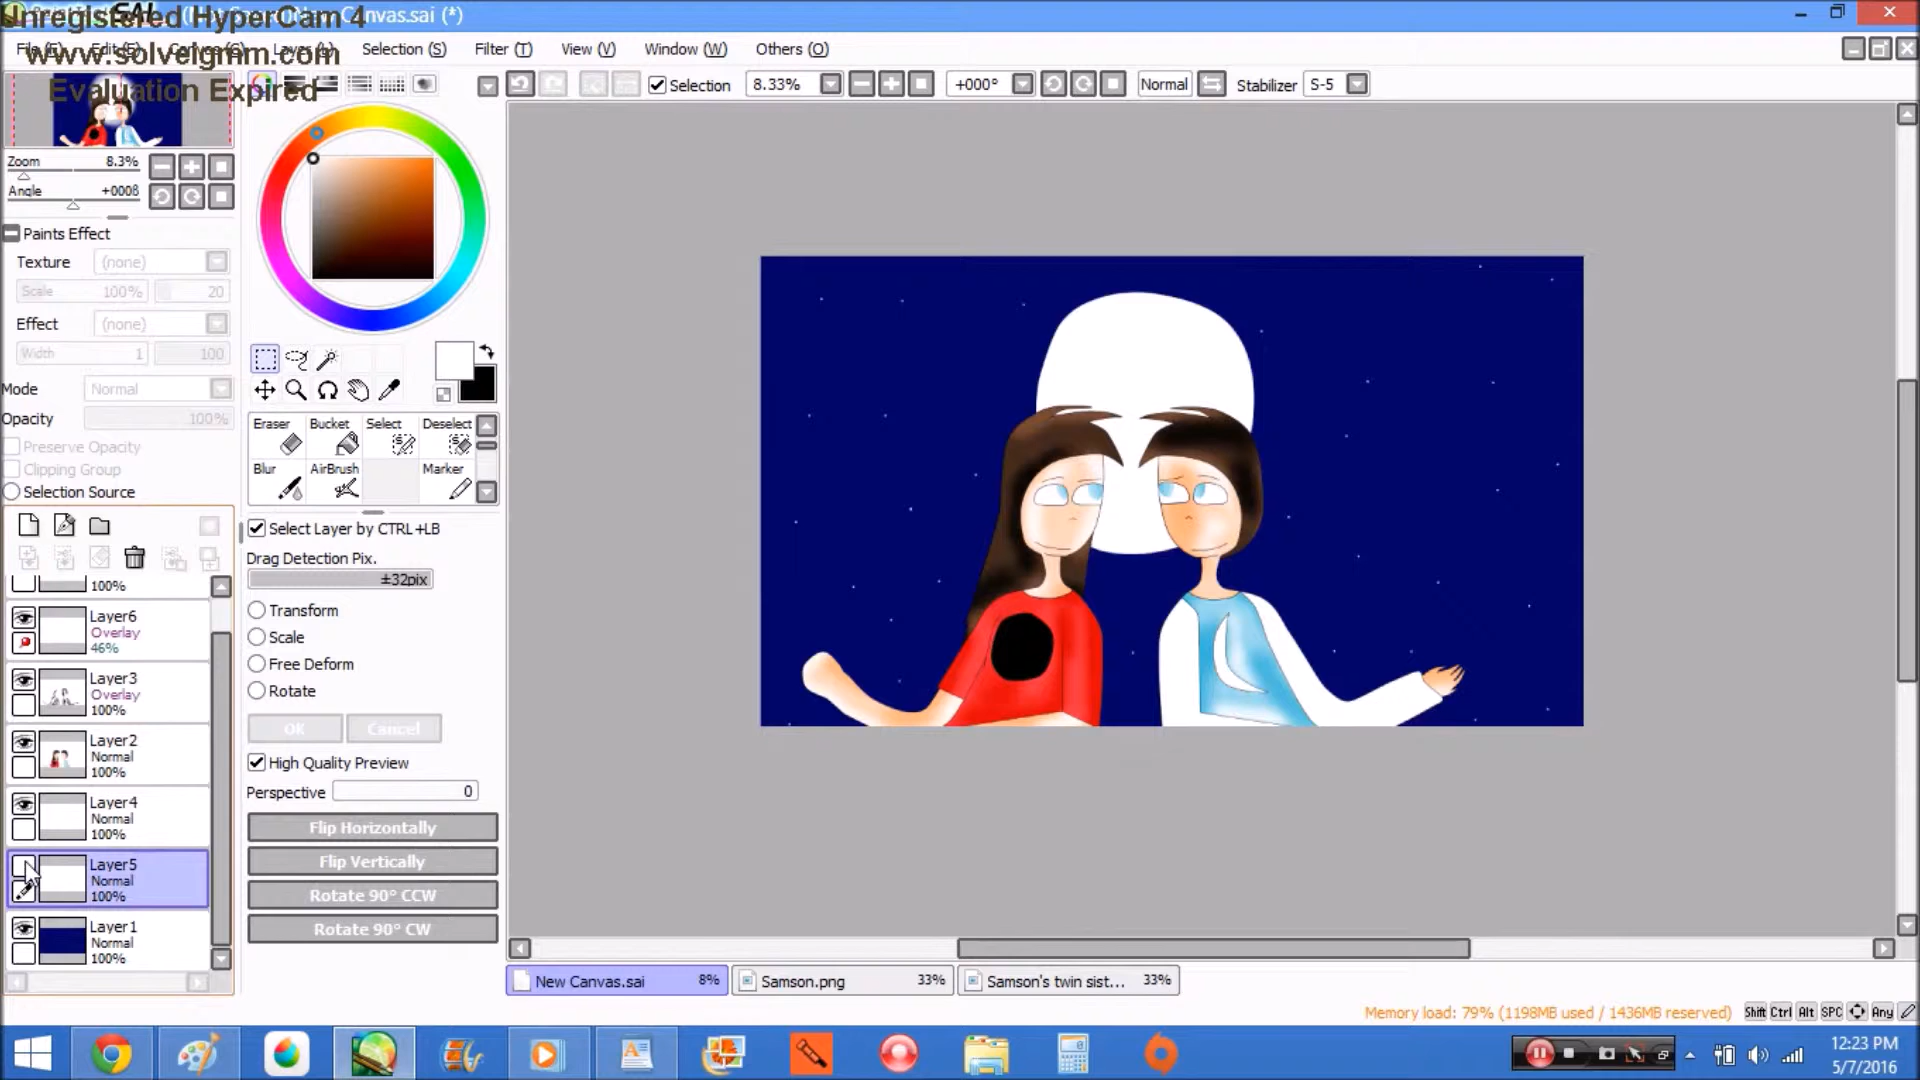 Unregistered HyperCam 4
www.solveigmm.com
Evaluation Expired
New Canvas.sai (*)
Selection (S)
Filter (T)
View (V)
Window (W)
Others (O)
Selection
8.33%
+000°
Normal
Stabilizer
S-5
Zoom
8.3%
Angle
+000ß
Paints Effect
Texture
(none)
Scale
100%
20
Effect
(none)
Width
1
100
Mode
Normal
Opacity
100%
Preserve Opacity
Clipping Group
Selection Source
100%
Layer6
Overlay
46%
Layer3
Overlay
100%
Layer2
Normal
100%
Layer4
Normal
100%
Layer5
Normal
100%
Layer1
Normal
100%
Eraser
Bucket
Select
Deselect
Blur
AirBrush
Marker
Select Layer by CTRL+LB
Drag Detection Pix.
±32pix
Transform
Scale
Free Deform
Rotate
OK
Cancel
High Quality Preview
Perspective
0
Flip Horizontally
Flip Vertically
Rotate 90° CCW
Rotate 90° CW
New Canvas.sai
8%
Samson.png
33%
Samson's twin sist...
33%
Memory load: 79% (1198MB used / 1436MB reserved)
Shift Ctrl Alt SPC Any
12:23 PM
5/7/2016